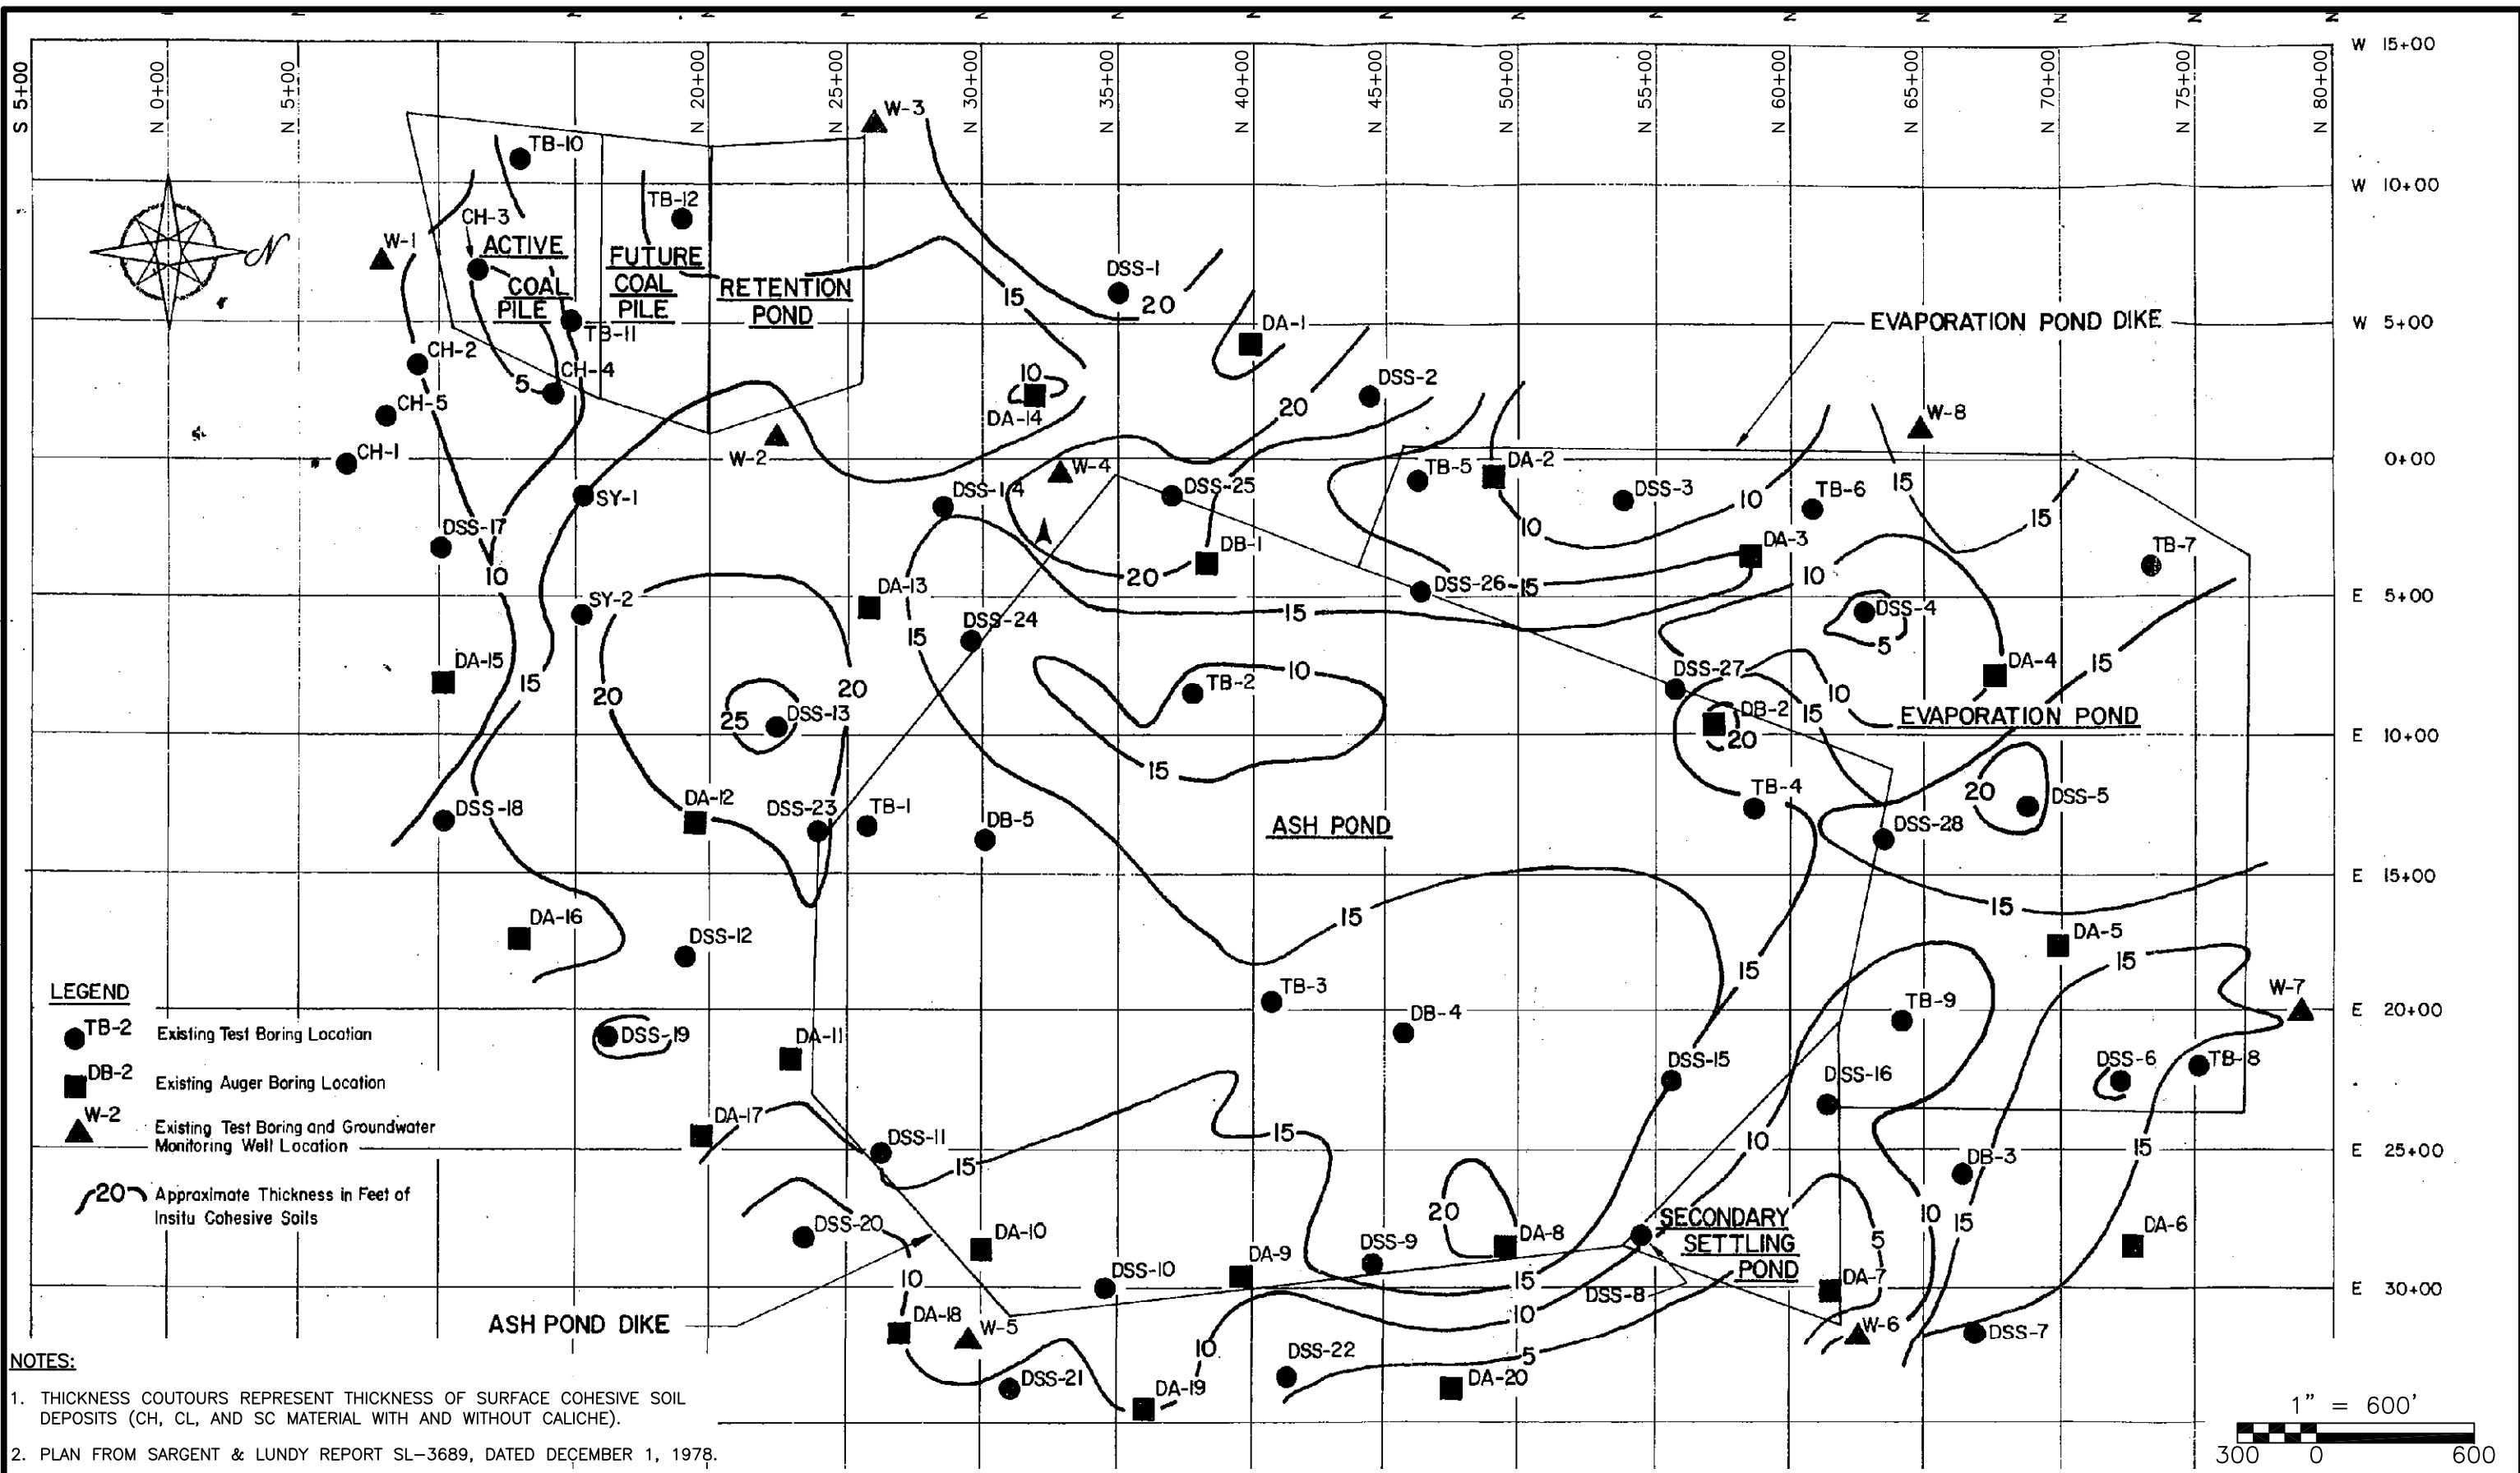 S 5+00
N 0+00
N 5+00
N 20+00
N 25+00
N 30+00
N 35+00
N 40+00
N 45+00
N 50+00
N 55+00
N 60+00
N 65+00
N 70+00
N 75+00
N 80+00
W 15+00
W 10+00
W 5+00
0+00
E 5+00
E 10+00
E 15+00
E 20+00
E 25+00
E 30+00
N
W-3
TB-10
TB-12
CH-3
W-1
ACTIVE
COAL
PILE
FUTURE
COAL
PILE
RETENTION
POND
15
DSS-1
20
DA-1
EVAPORATION POND DIKE
TB-11
CH-2
CH-4
5
10
DSS-2
CH-5
DA-14
20
W-8
CH-1
W-2
W-4
TB-5
DA-2
DSS-25
DSS-3
10
TB-6
15
SY-1
DSS-14
DSS-17
10
15
DB-1
DA-3
TB-7
10
20
DSS-26
15
10
SY-2
DA-13
15
DSS-4
5
15
DSS-24
DA-15
15
20
20
TB-2
10
DSS-27
10
DA-4
15
25
DSS-13
DB-2
15
EVAPORATION POND
20
15
DSS-18
DA-12
DSS-23
TB-1
DB-5
ASH POND
TB-4
20
DSS-5
DSS-28
DA-16
DSS-12
15
15
15
DA-5
15
LEGEND
TB-2
Existing Test Boring Location
DB-2
Existing Auger Boring Location
W-2
Existing Test Boring and Groundwater
Monitoring Well Location
20
Approximate Thickness in Feet of
Insitu Cohesive Soils
TB-3
DB-4
TB-9
W-7
DSS-19
DA-11
DSS-15
DSS-16
DSS-6
TB-8
DA-17
DSS-11
15
15
10
DB-3
15
DSS-20
DA-10
20
DA-8
SECONDARY
SETTLING
POND
5
10
15
DA-6
DSS-10
DA-9
DSS-9
15
DSS-8
DA-7
10
10
ASH POND DIKE
DA-18
W-5
10
DSS-22
5
W-6
DSS-7
DSS-21
DA-19
DA-20
NOTES:
1. THICKNESS COUTOURS REPRESENT THICKNESS OF SURFACE COHESIVE SOIL
DEPOSITS (CH, CL, AND SC MATERIAL WITH AND WITHOUT CALICHE).
2. PLAN FROM SARGENT & LUNDY REPORT SL-3689, DATED DECEMBER 1, 1978.
1" = 600'
300 0 600